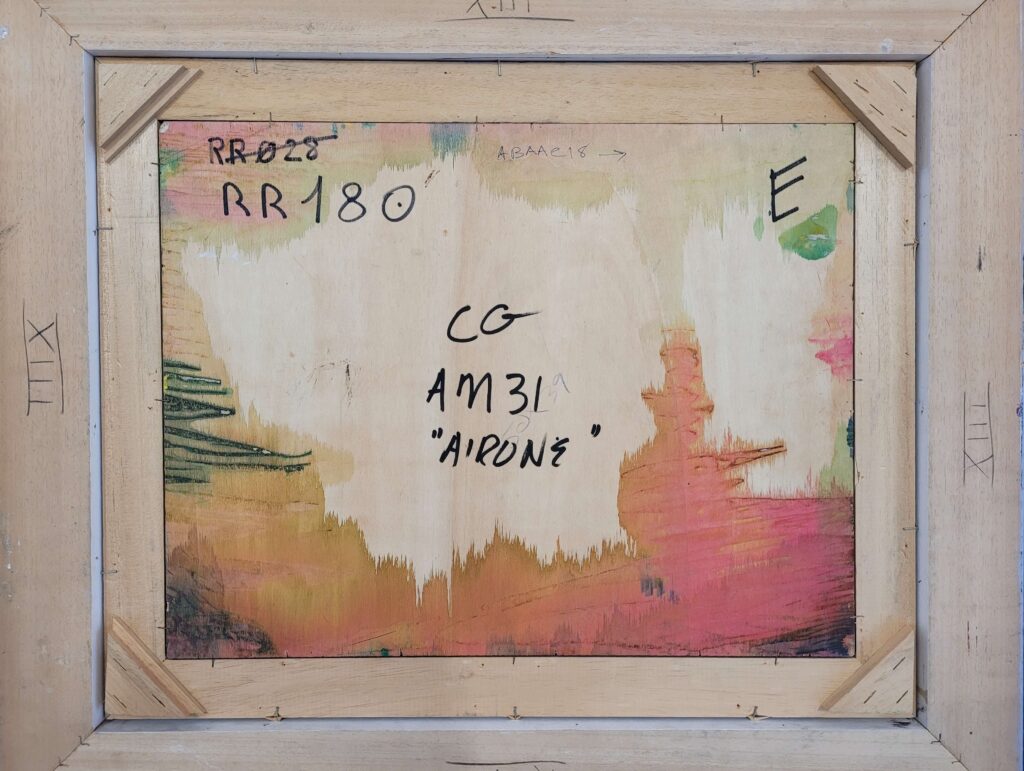 XIII
RR028
ABAAC18 →
RR180
E
CG
AM31
"AIRONE"
XIII
XIII